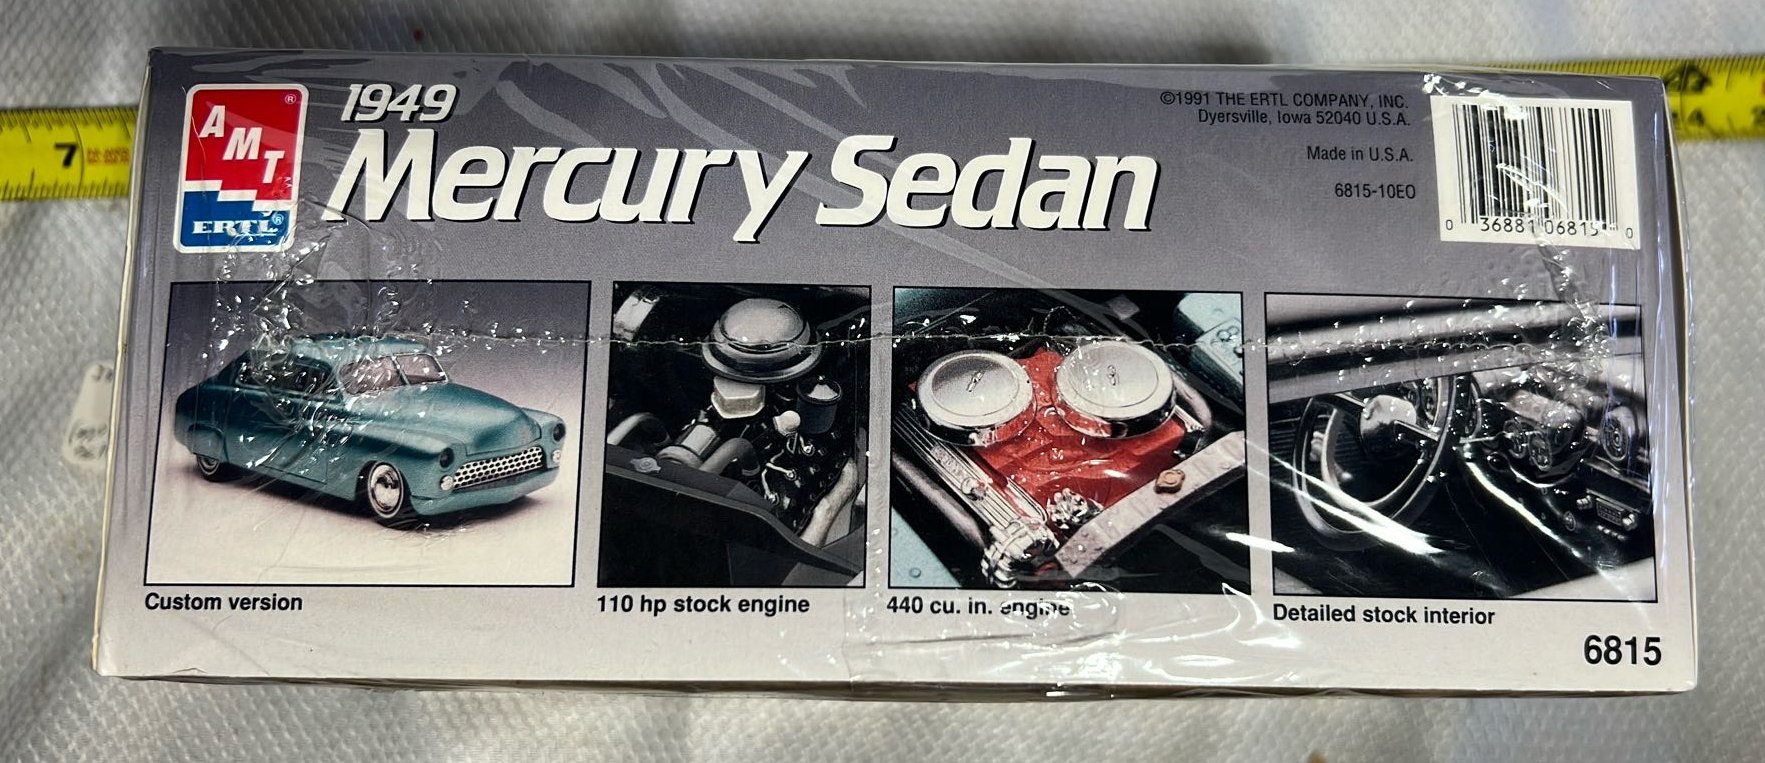 7
AMT
®
ERTL®
1949
Mercury Sedan
©1991 THE ERTL COMPANY, INC.
Dyersville, Iowa 52040 U.S.A.
Made in U.S.A.
6815-10EO
0 36881 06815 0
Custom version
110 hp stock engine
440 cu. in. engine
Detailed stock interior
6815